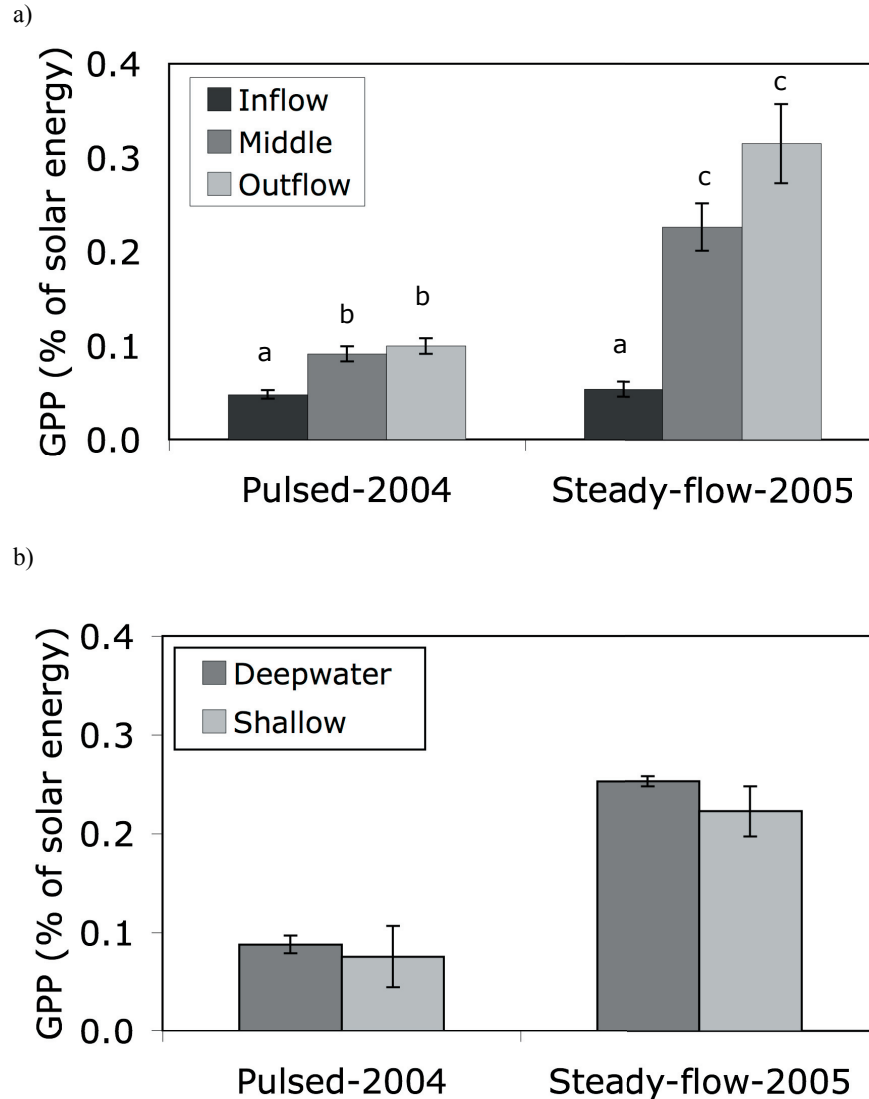 a)
GPP (% of solar energy)
0.4
0.3
0.2
0.1
0.0
Inflow
Middle
Outflow
a
b
b
a
c
c
Pulsed-2004
Steady-flow-2005
b)
GPP (% of solar energy)
0.4
0.3
0.2
0.1
0.0
Deepwater
Shallow
Pulsed-2004
Steady-flow-2005